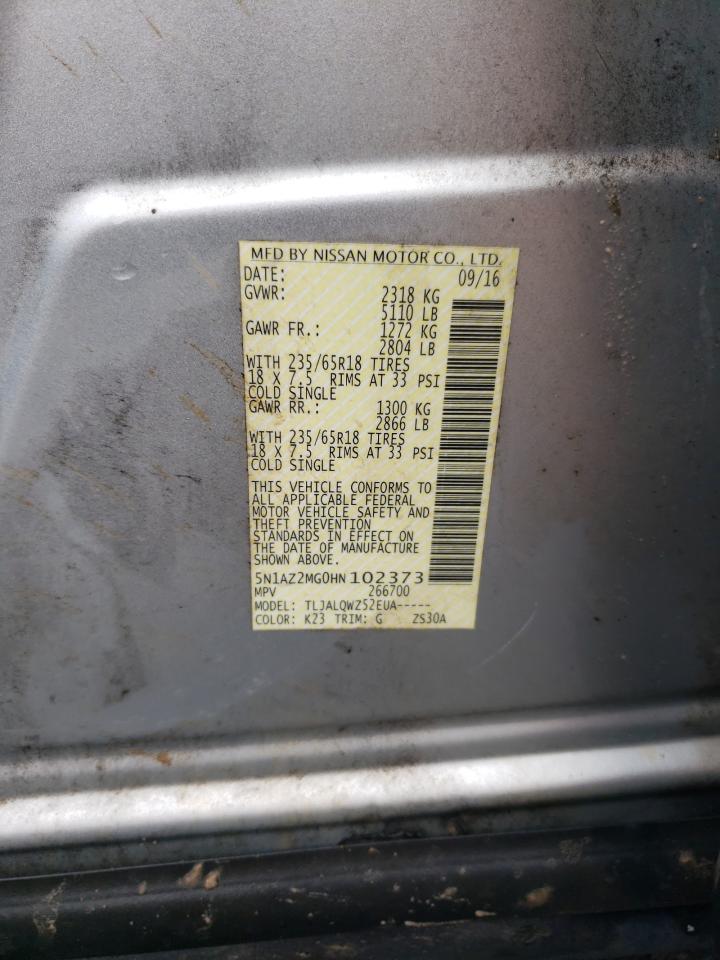 MFD BY NISSAN MOTOR CO., LTD.
DATE: 09/16
GVWR: 2318 KG
5110 LB
GAWR FR.: 1272 KG
2804 LB
WITH 235/65R18 TIRES
18 X 7.5 RIMS AT 33 PSI
COLD SINGLE
GAWR RR.: 1300 KG
2866 LB
WITH 235/65R18 TIRES
18 X 7.5 RIMS AT 33 PSI
COLD SINGLE
THIS VEHICLE CONFORMS TO
ALL APPLICABLE FEDERAL
MOTOR VEHICLE SAFETY AND
THEFT PREVENTION
STANDARDS IN EFFECT ON
THE DATE OF MANUFACTURE
SHOWN ABOVE.
5N1AZ2MG0HN102373
MPV 266700
MODEL: TLJALQWZ52EUA-----
COLOR: K23 TRIM: G ZS30A